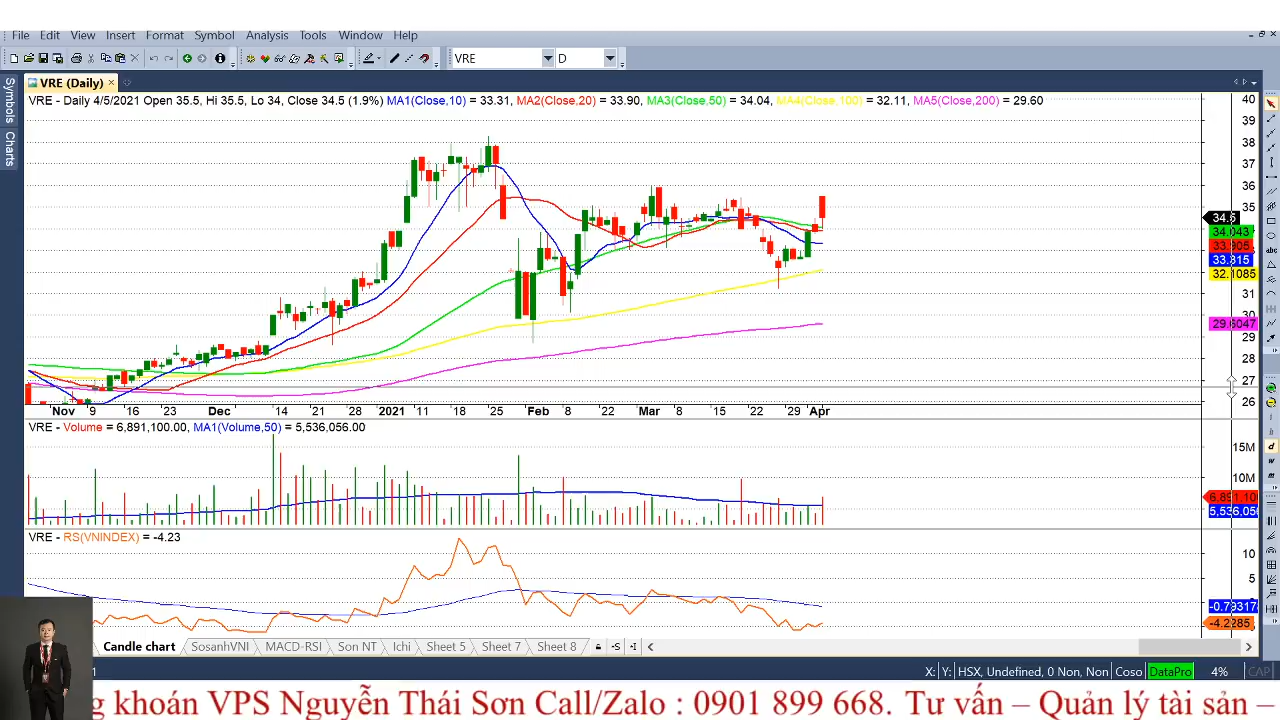 File Edit View Insert Format Symbol Analysis Tools Window Help
VRE D
VRE (Daily)
Symbols
Charts
VRE - Daily 4/5/2021 Open 35.5, Hi 35.5, Lo 34, Close 34.5 (1.9%) MA1(Close,10) = 33.31, MA2(Close,20) = 33.90, MA3(Close,50) = 34.04, MA4(Close,100) = 32.11, MA5(Close,200) = 29.60
40
39
38
37
36
35
34.5
34.043
33.905
33.315
32.1085
31
30
29.6047
29
28
27
26
Nov 9 16 23 Dec 14 21 28 2021 11 18 25 Feb 8 22 Mar 8 15 22 29 Apr
VRE - Volume = 6,891,100.00, MA1(Volume,50) = 5,536,056.00
15M
10M
6,891,10
5,536,056
VRE - RS(VNINDEX) = -4.23
10
5
-0.79317
-4.2285
Candle chart SosanhVNI MACD-RSI Son NT Ichi Sheet 5 Sheet 7 Sheet 8 -S -I
X: Y: HSX, Undefined, 0 Non, Non Coso DataPro 4% CAP
g khoán VPS Nguyễn Thái Sơn Call/Zalo : 0901 899 668. Tư vấn – Quản lý tài sản –